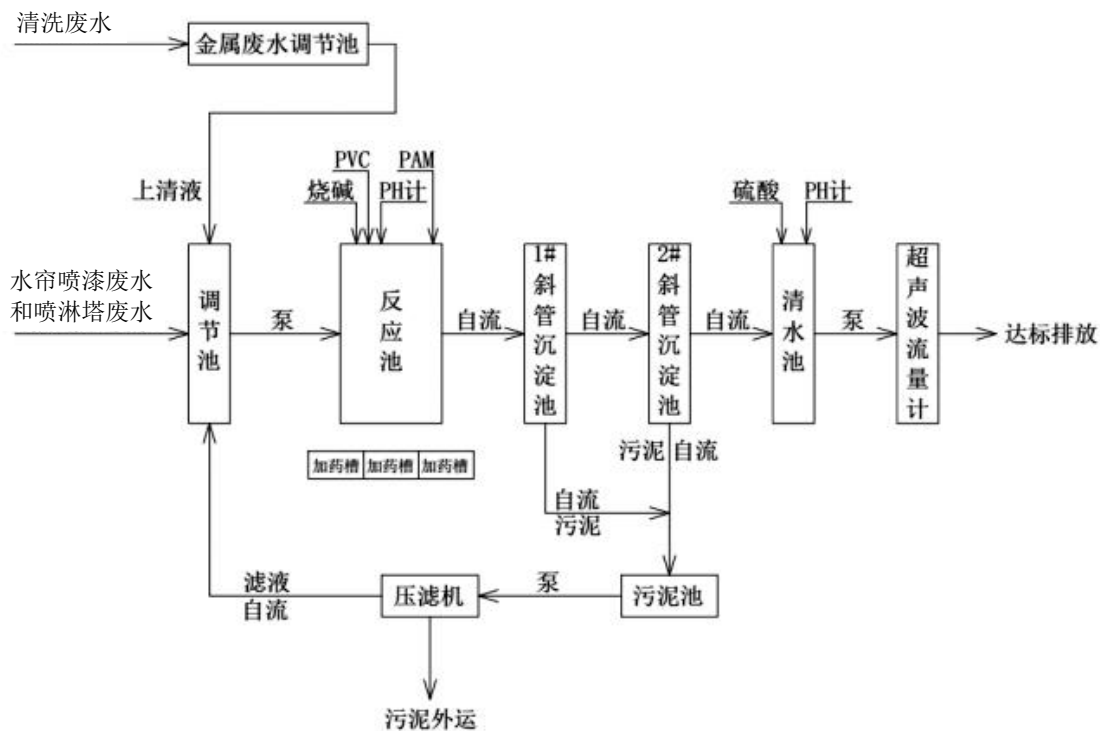 清洗废水
金属废水调节池
上清液
PVC
PAM
烧碱
PH计
硫酸
PH计
水帘喷漆废水
和喷淋塔废水
调节池
泵
反应池
自流
1#斜管沉淀池
自流
2#斜管沉淀池
自流
清水池
泵
超声波流量计
达标排放
加药槽 加药槽 加药槽
污泥 自流
自流
污泥
滤液
自流
压滤机
泵
污泥池
污泥外运